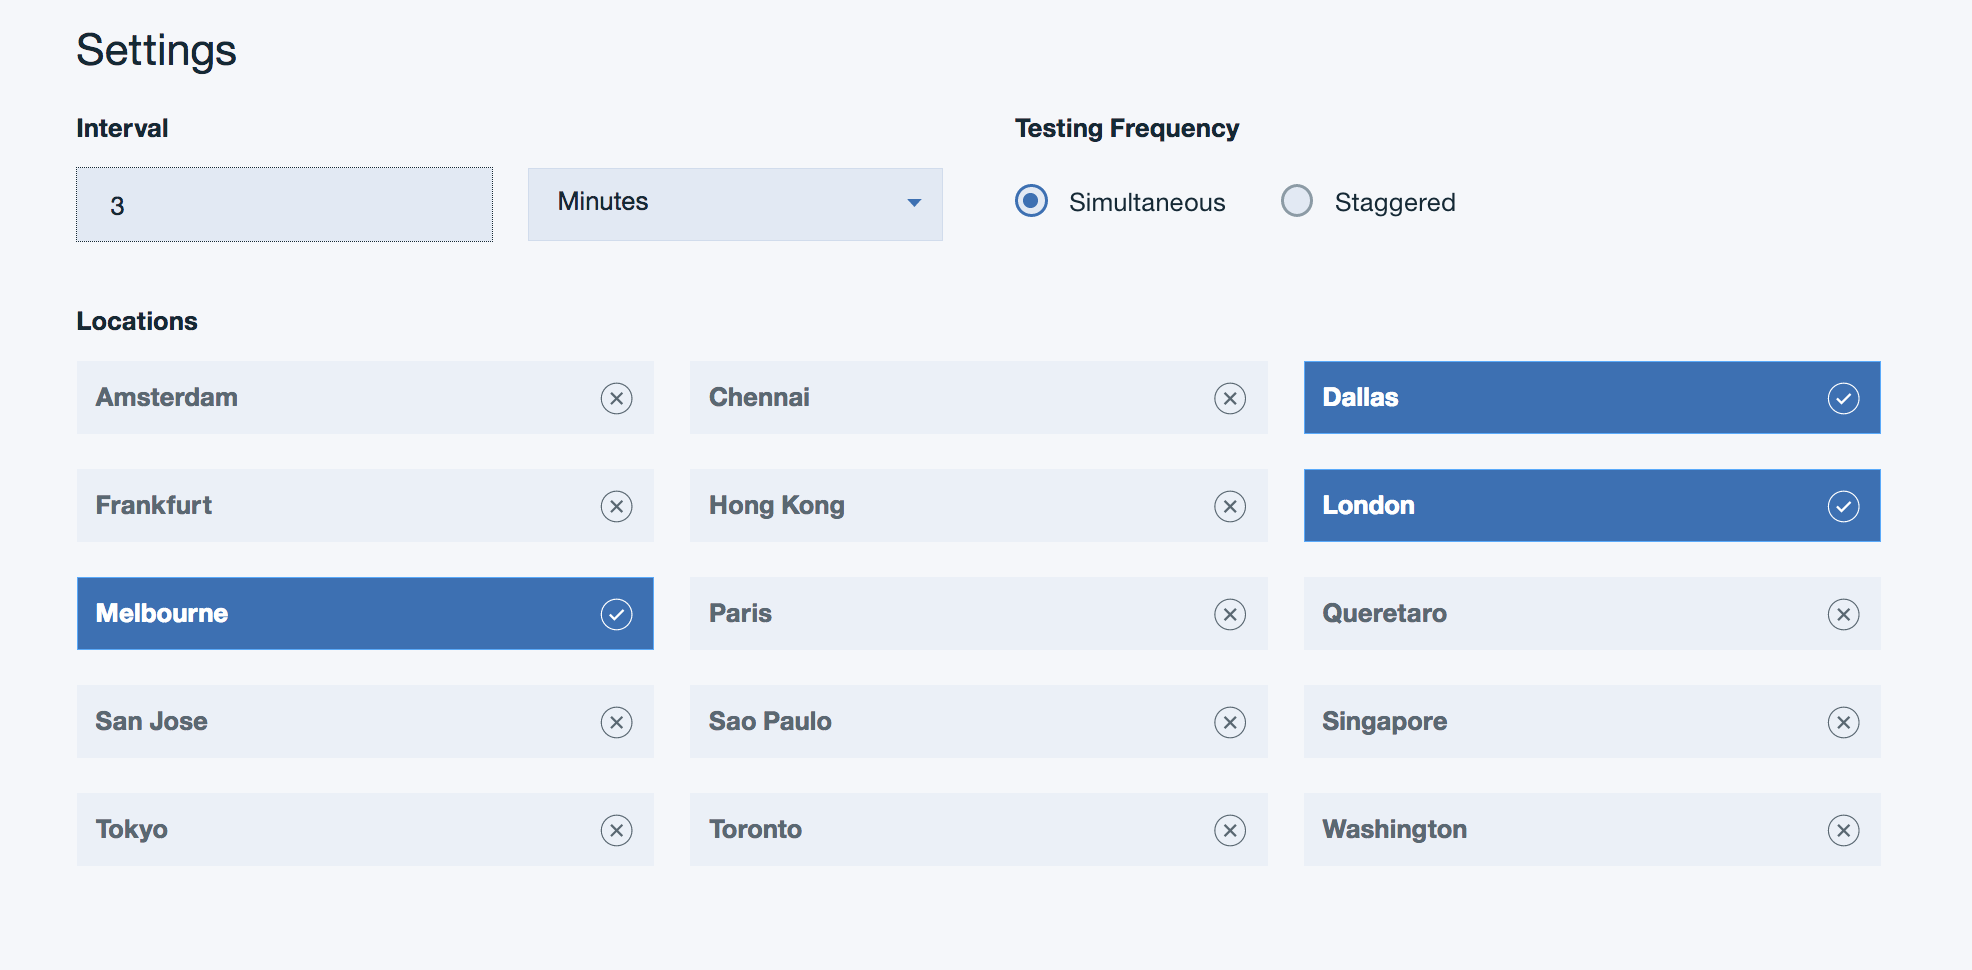 Settings
Interval
Testing Frequency
3
Minutes
Simultaneous
Staggered
Locations
Amsterdam
Chennai
Dallas
Frankfurt
Hong Kong
London
Melbourne
Paris
Queretaro
San Jose
Sao Paulo
Singapore
Tokyo
Toronto
Washington